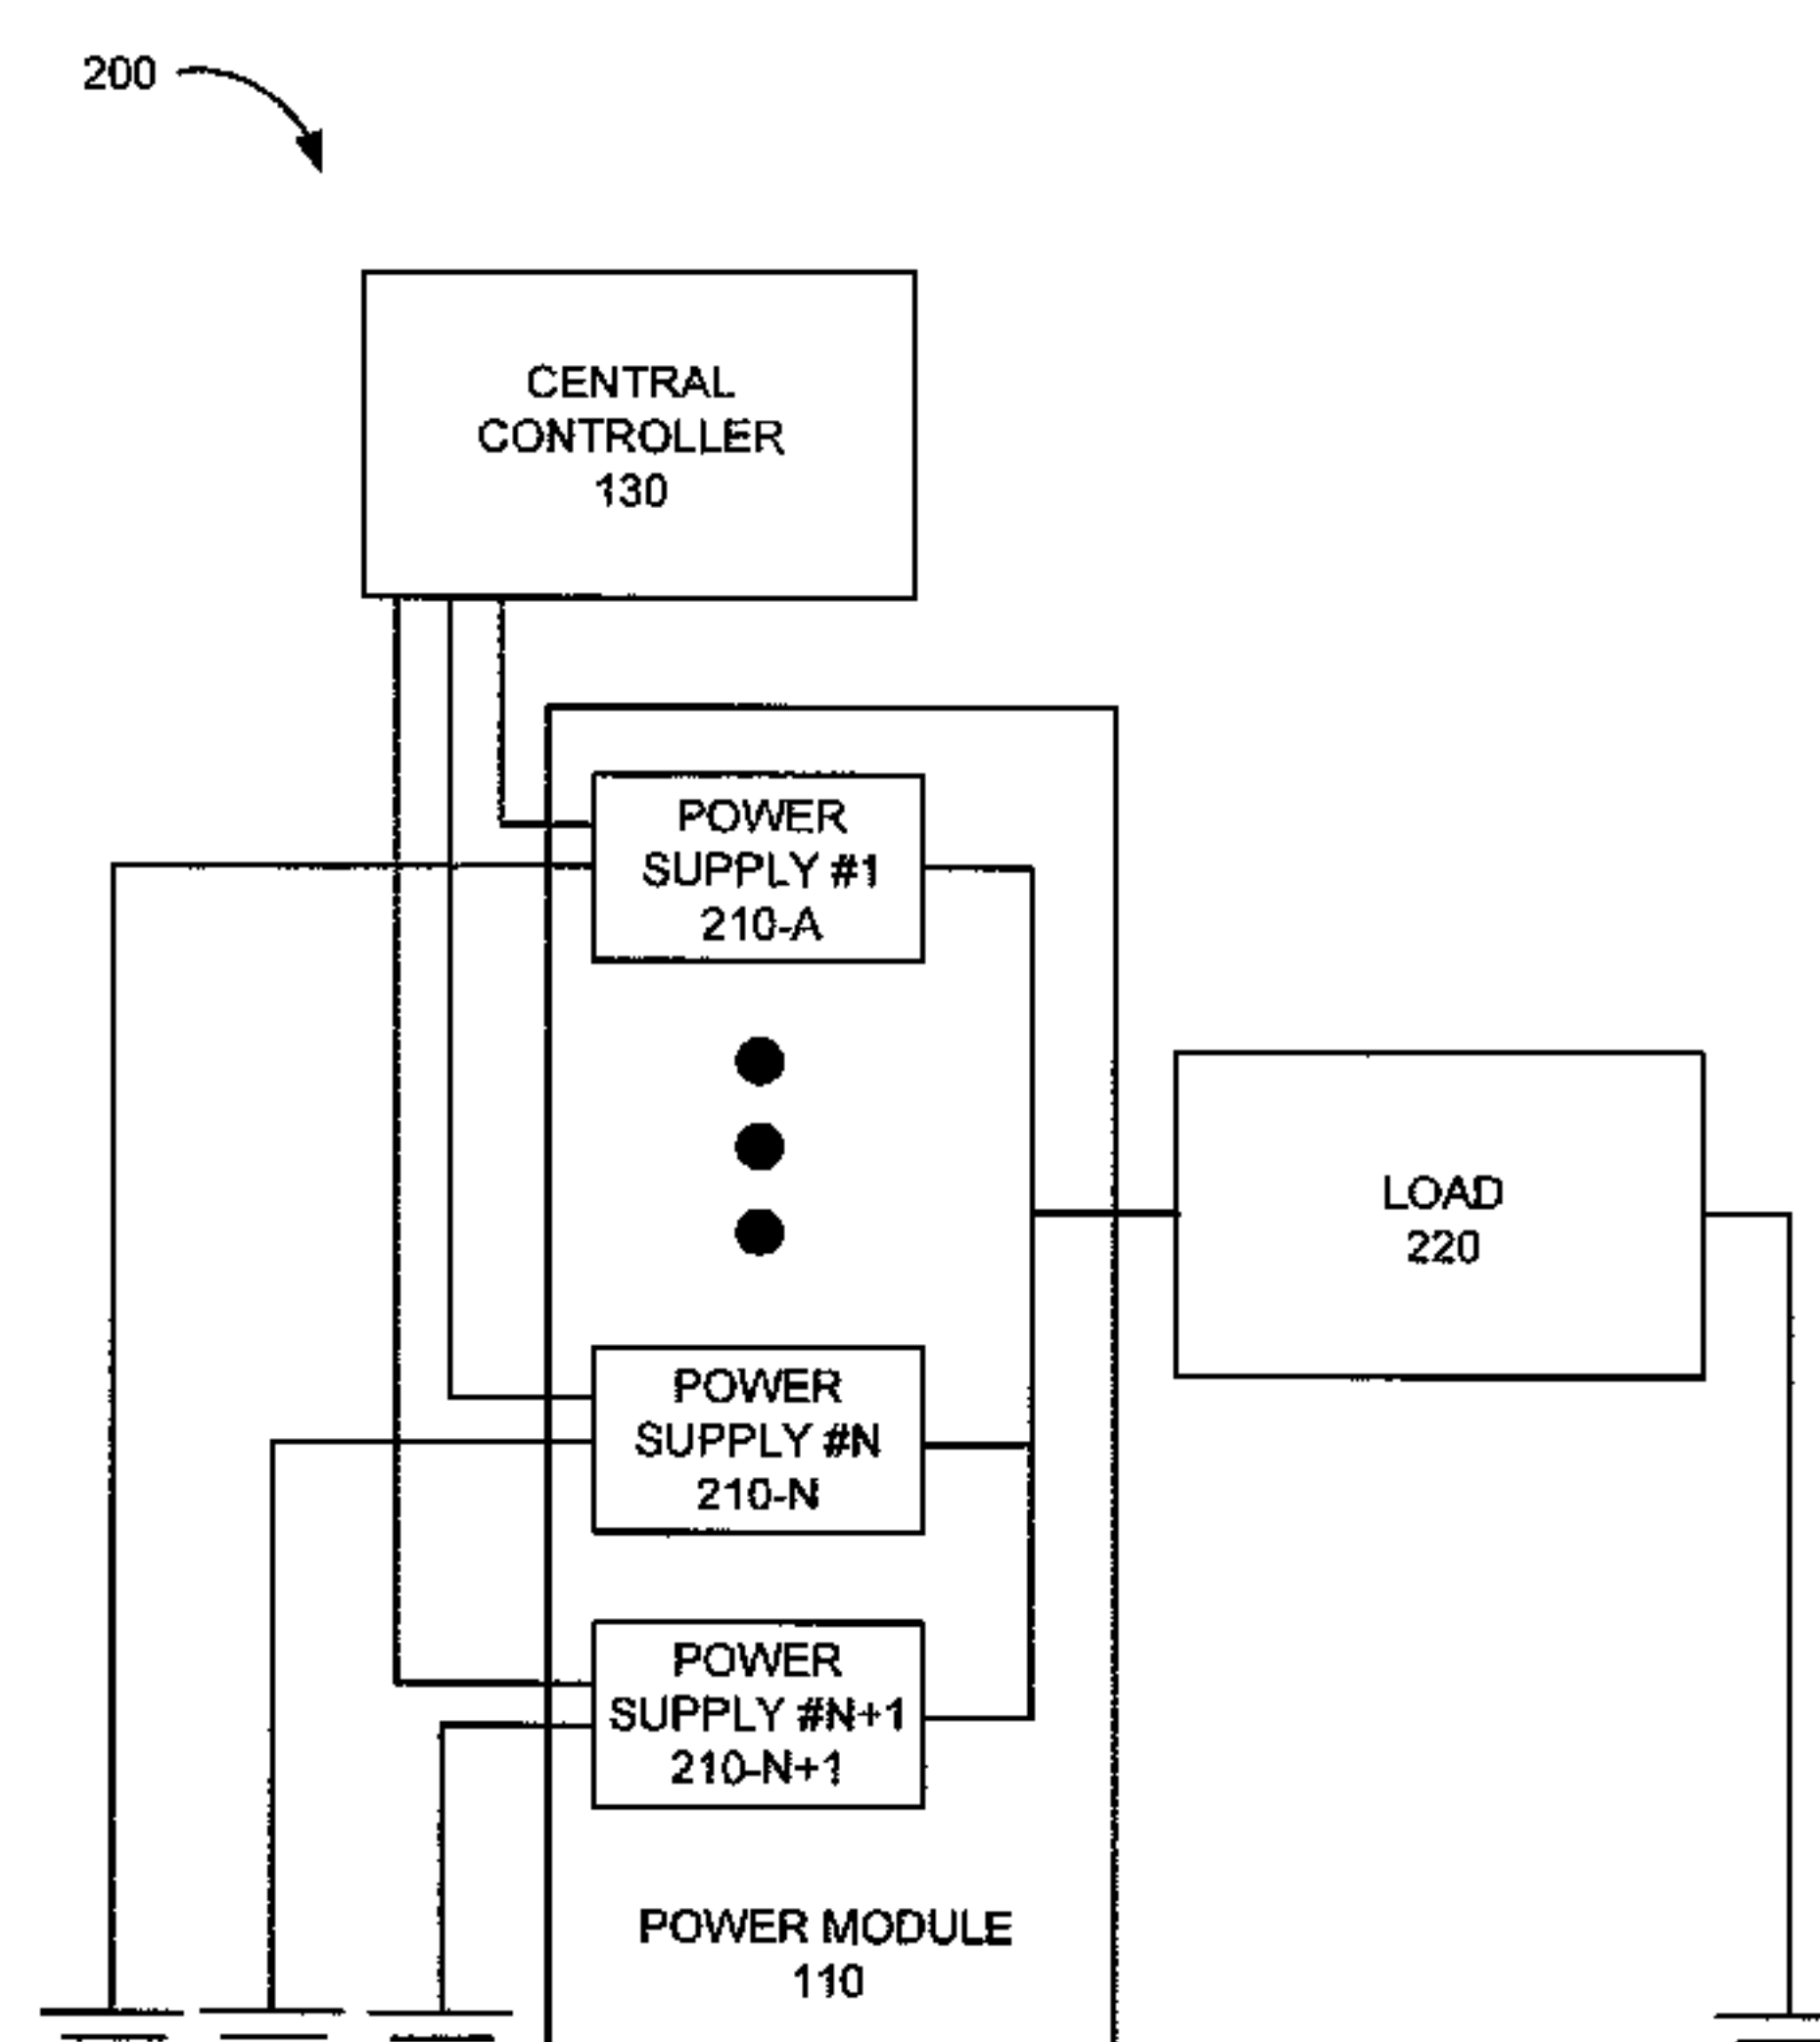 200
CENTRAL
CONTROLLER
130
POWER
SUPPLY #1
210-A
LOAD
220
POWER
SUPPLY #N
210-N
POWER
SUPPLY #N+1
210-N+1
POWER MODULE
110